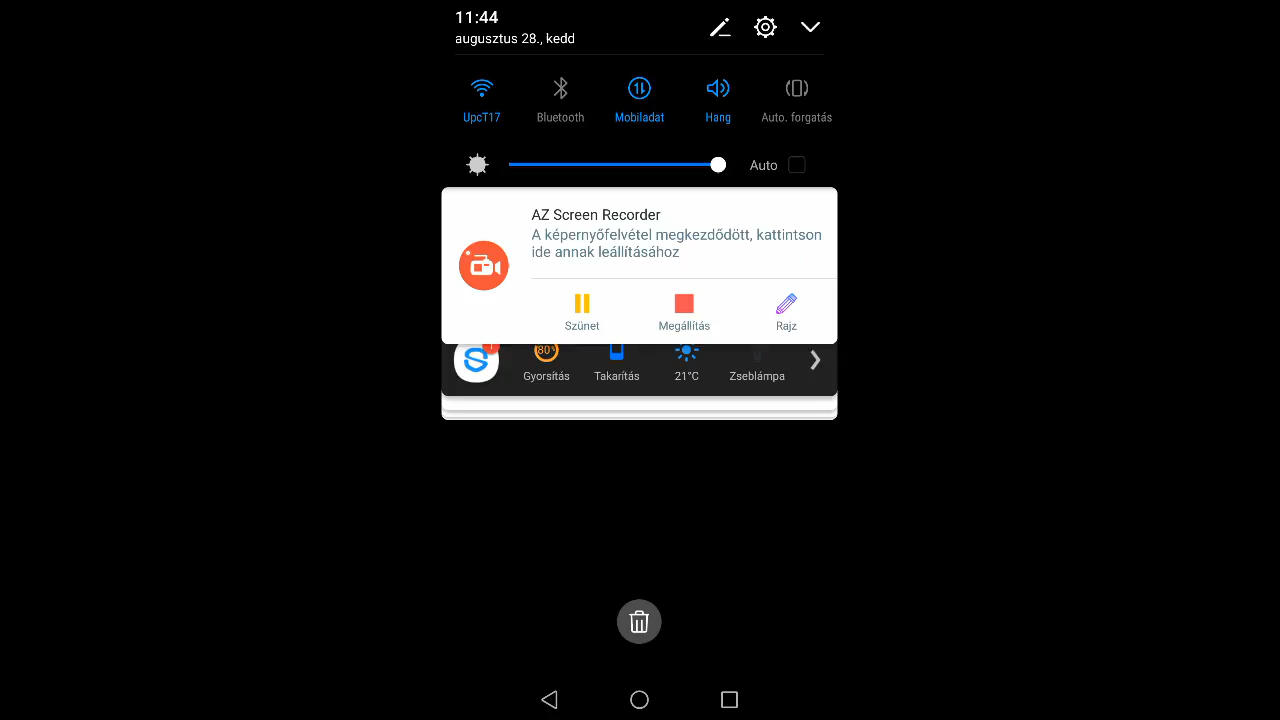 11:44
augusztus 28., kedd
UpcT17
Bluetooth
Mobiladat
Hang
Auto. forgatás
Auto
AZ Screen Recorder
A képernyőfelvétel megkezdődött, kattintson
ide annak leállításához
Szünet
Megállítás
Rajz
80%
Gyorsítás
Takarítás
21°C
Zseblámpa